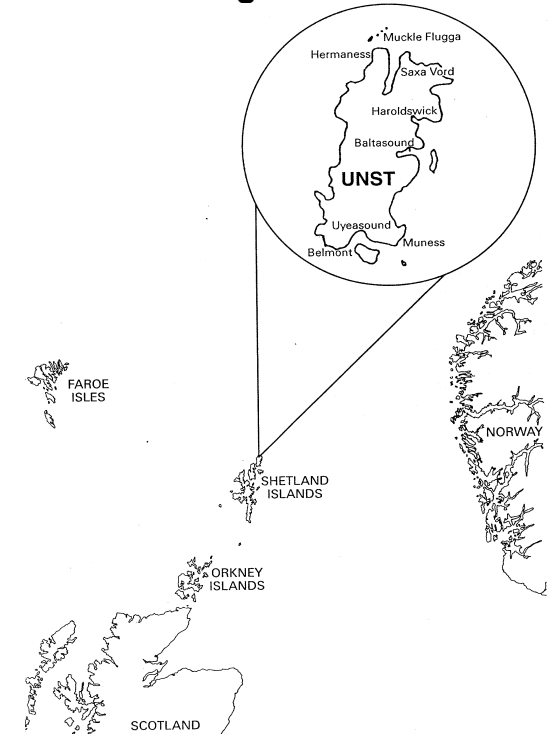 Muckle Flugga
Hermaness
Saxa Vord
Haroldswick
Baltasound
UNST
Uyeasound
Muness
Belmont
FAROE
ISLES
NORWAY
SHETLAND
ISLANDS
ORKNEY
ISLANDS
SCOTLAND